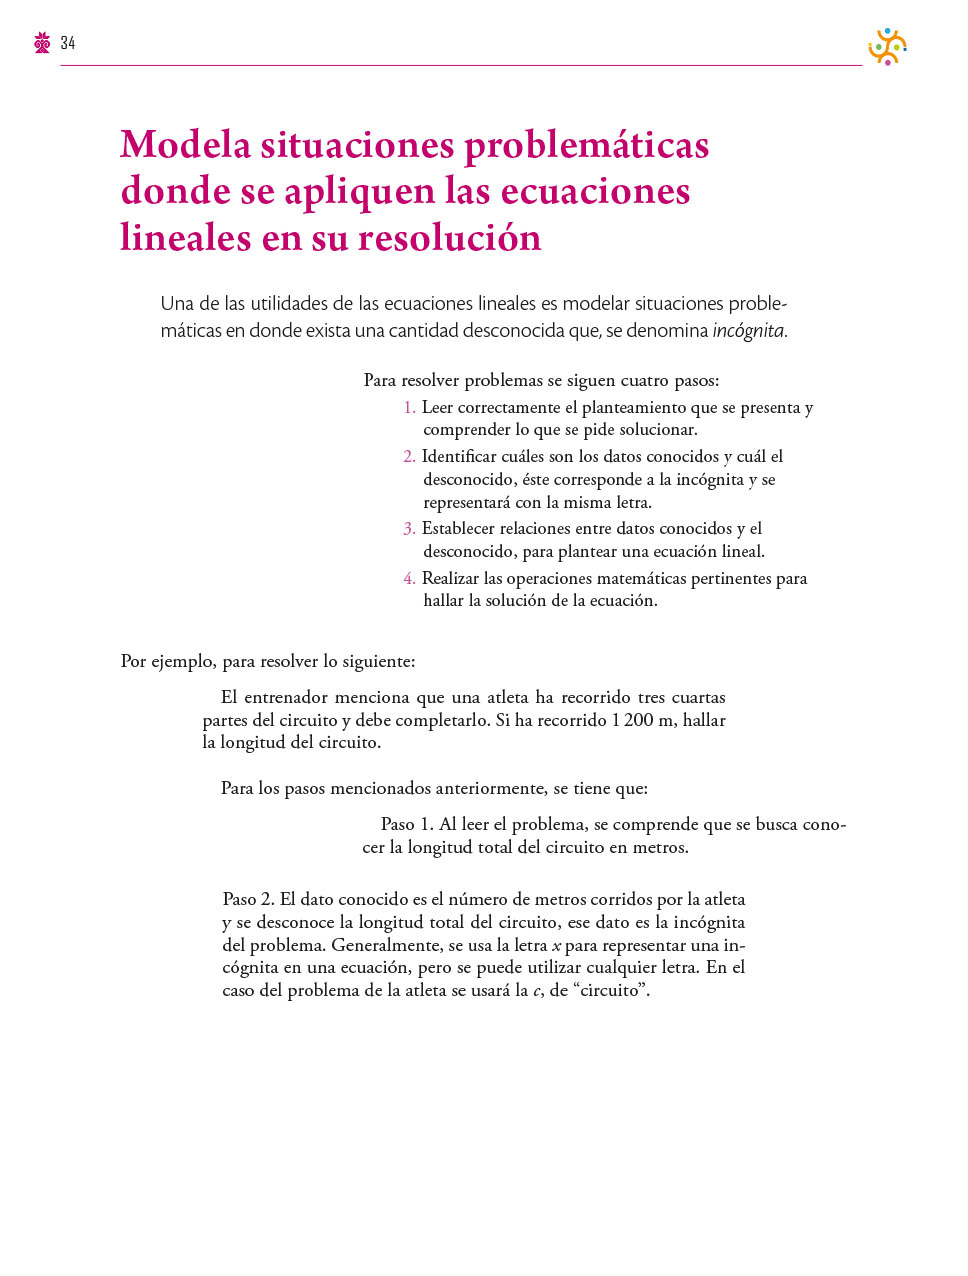 34
Modela situaciones problemáticas
donde se apliquen las ecuaciones
lineales en su resolución
Una de las utilidades de las ecuaciones lineales es modelar situaciones proble-
máticas en donde exista una cantidad desconocida que, se denomina incógnita.
Para resolver problemas se siguen cuatro pasos:
1. Leer correctamente el planteamiento que se presenta y
comprender lo que se pide solucionar.
2. Identificar cuáles son los datos conocidos y cuál el
desconocido, éste corresponde a la incógnita y se
representará con la misma letra.
3. Establecer relaciones entre datos conocidos y el
desconocido, para plantear una ecuación lineal.
4. Realizar las operaciones matemáticas pertinentes para
hallar la solución de la ecuación.
Por ejemplo, para resolver lo siguiente:
El entrenador menciona que una atleta ha recorrido tres cuartas
partes del circuito y debe completarlo. Si ha recorrido 1 200 m, hallar
la longitud del circuito.
Para los pasos mencionados anteriormente, se tiene que:
Paso 1. Al leer el problema, se comprende que se busca cono-
cer la longitud total del circuito en metros.
Paso 2. El dato conocido es el número de metros corridos por la atleta
y se desconoce la longitud total del circuito, ese dato es la incógnita
del problema. Generalmente, se usa la letra x para representar una in-
cógnita en una ecuación, pero se puede utilizar cualquier letra. En el
caso del problema de la atleta se usará la c, de “circuito”.